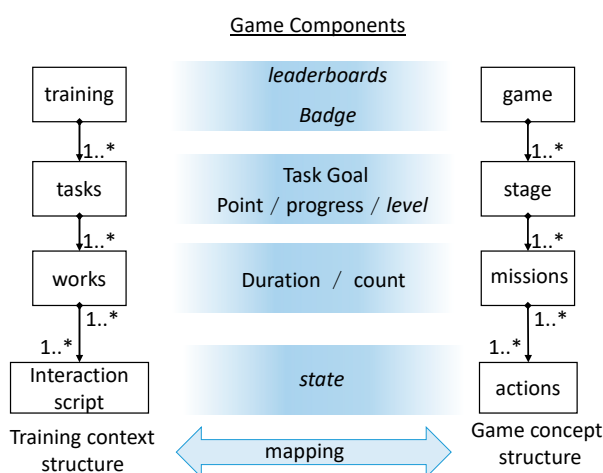 Game Components
training
leaderboards
Badge
game
1..*
1..*
tasks
Task Goal
Point / progress / level
stage
1..*
1..*
works
Duration / count
missions
1..*
1..*
1..*
1..*
Interaction
script
state
actions
Training context
structure
mapping
Game concept
structure